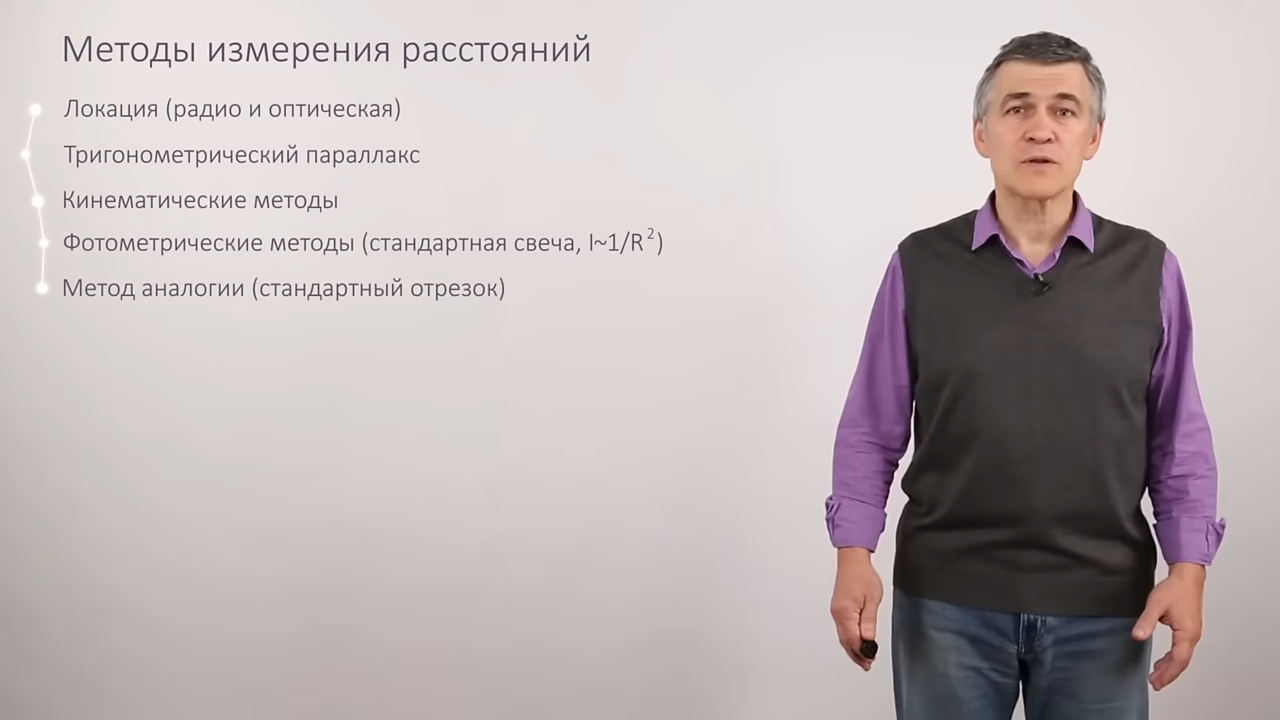 Методы измерения расстояний
Локация (радио и оптическая)
Тригонометрический параллакс
Кинематические методы
Фотометрические методы (стандартная свеча, I~1/R²)
Метод аналогии (стандартный отрезок)